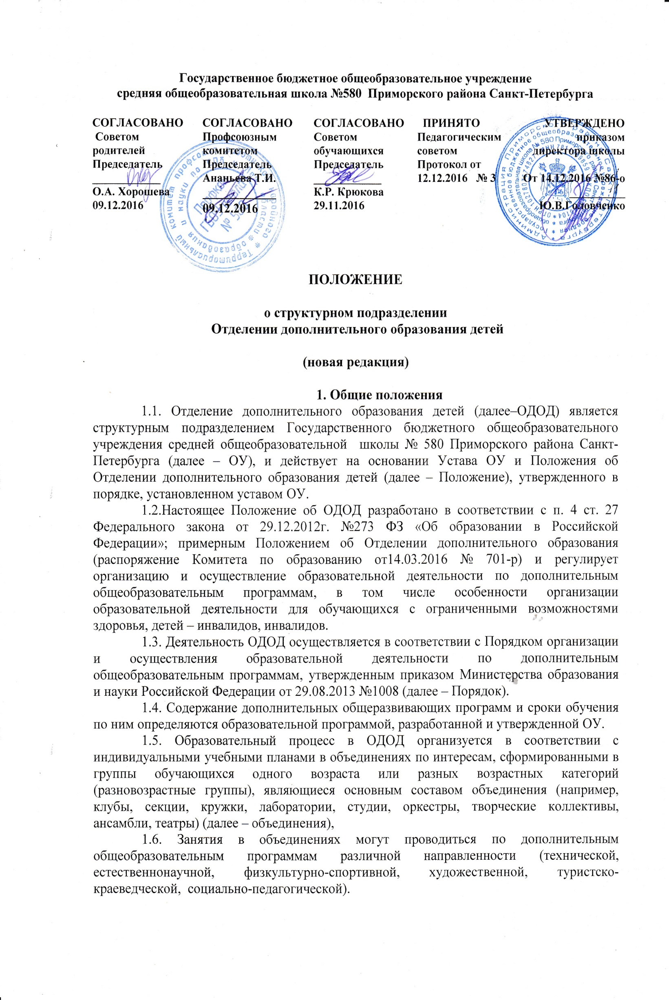 Государственное бюджетное общеобразовательное учреждение
средняя общеобразовательная школа №580 Приморского района Санкт-Петербурга
СОГЛАСОВАНО
Советом
родителей
Председатель
О.А. Хорошева
09.12.2016
СОГЛАСОВАНО
Профсоюзным
комитетом
Председатель
Ананьева Т.И.
09.12.2016
СОГЛАСОВАНО
Советом
обучающихся
Председатель
К.Р. Крюкова
29.11.2016
ПРИНЯТО
Педагогическим
советом
Протокол от
12.12.2016 № 3
УТВЕРЖДЕНО
приказом
директора школы
От 14.12.2016 №86-о
Ю.В.Головченко
ПОЛОЖЕНИЕ
о структурном подразделении
Отделении дополнительного образования детей
(новая редакция)
1. Общие положения
1.1. Отделение дополнительного образования детей (далее–ОДОД) является
структурным подразделением Государственного бюджетного общеобразовательного
учреждения средней общеобразовательной школы № 580 Приморского района Санкт-
Петербурга (далее – ОУ), и действует на основании Устава ОУ и Положения об
Отделении дополнительного образования детей (далее – Положение), утвержденного в
порядке, установленном уставом ОУ.
1.2.Настоящее Положение об ОДОД разработано в соответствии с п. 4 ст. 27
Федерального закона от 29.12.2012г. №273 ФЗ «Об образовании в Российской
Федерации»; примерным Положением об Отделении дополнительного образования
(распоряжение Комитета по образованию от14.03.2016 № 701-р) и регулирует
организацию и осуществление образовательной деятельности по дополнительным
общеобразовательным программам, в том числе особенности организации
образовательной деятельности для обучающихся с ограниченными возможностями
здоровья, детей – инвалидов, инвалидов.
1.3. Деятельность ОДОД осуществляется в соответствии с Порядком организации
и осуществления образовательной деятельности по дополнительным
общеобразовательным программам, утвержденным приказом Министерства образования
и науки Российской Федерации от 29.08.2013 №1008 (далее – Порядок).
1.4. Содержание дополнительных общеразвивающих программ и сроки обучения
по ним определяются образовательной программой, разработанной и утвержденной ОУ.
1.5. Образовательный процесс в ОДОД организуется в соответствии с
индивидуальными учебными планами в объединениях по интересам, сформированными в
группы обучающихся одного возраста или разных возрастных категорий
(разновозрастные группы), являющиеся основным составом объединения (например,
клубы, секции, кружки, лаборатории, студии, оркестры, творческие коллективы,
ансамбли, театры) (далее – объединения),
1.6. Занятия в объединениях могут проводиться по дополнительным
общеобразовательным программам различной направленности (технической,
естественнонаучной, физкультурно-спортивной, художественной, туристско-
краеведческой, социально-педагогической).